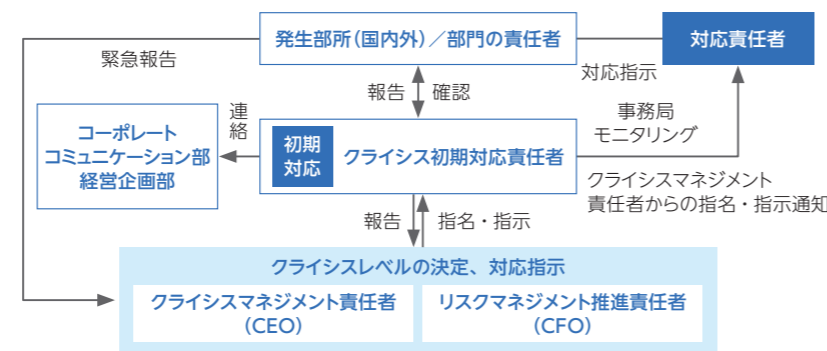 発生部所（国内外）／部門の責任者
対応責任者
緊急報告
対応指示
報告
確認
連絡
事務局
モニタリング
コーポレート
コミュニケーション部
経営企画部
初期
対応
クライシス初期対応責任者
クライシスマネジメント
責任者からの指名・指示通知
報告
指名・指示
クライシスレベルの決定、対応指示
クライシスマネジメント責任者
（CEO）
リスクマネジメント推進責任者
（CFO）